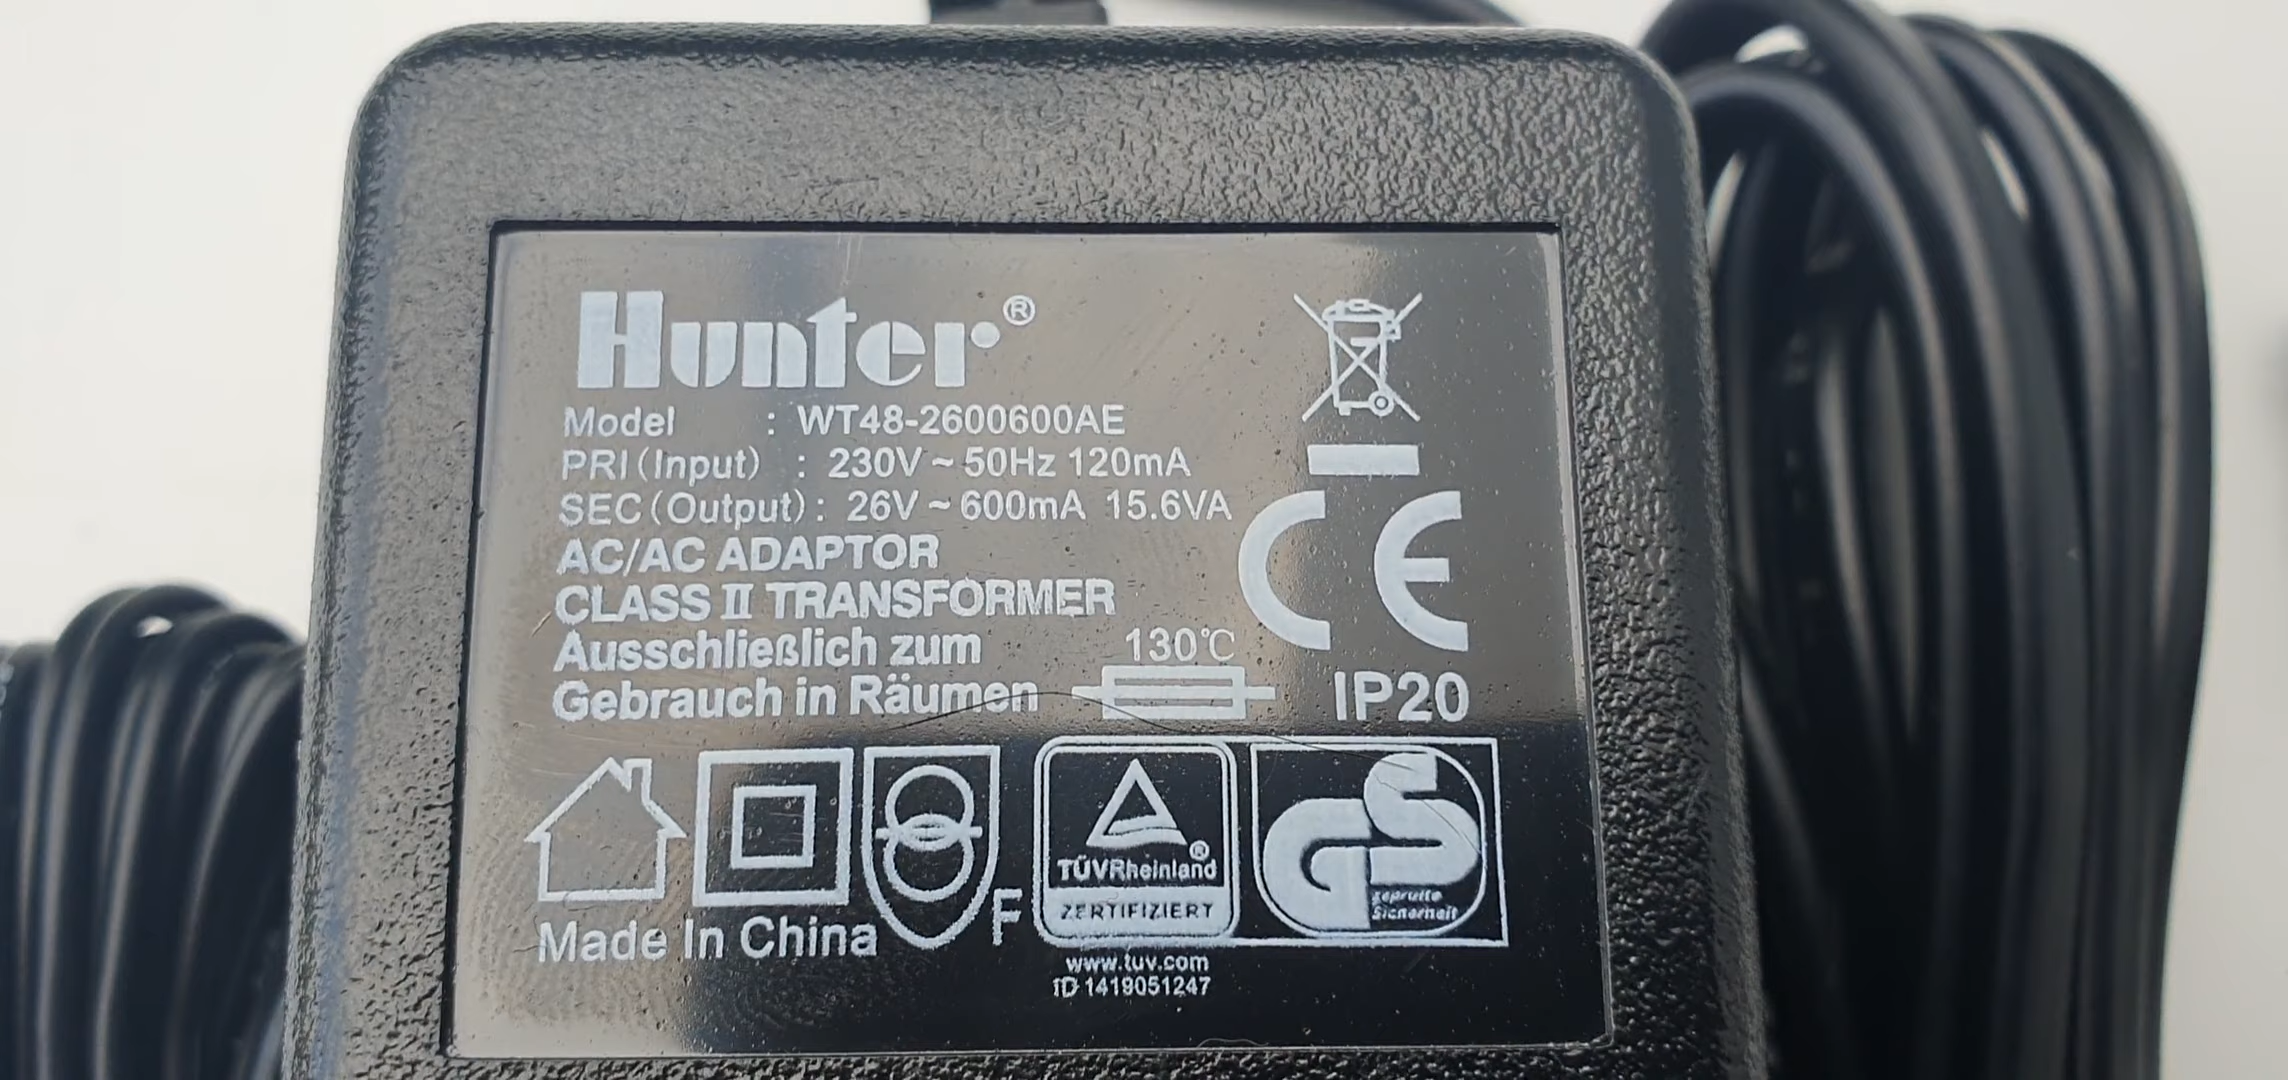 Hunter®
Model : WT48-2600600AE
PRI (Input) : 230V ~ 50Hz 120mA
SEC (Output) : 26V ~ 600mA 15.6VA
AC/AC ADAPTOR
CLASS II TRANSFORMER
Ausschließlich zum
Gebrauch in Räumen
130℃
CE
IP20
F
TÜVRheinland®
ZERTIFIZIERT
GS
geprüfte
Sicherheit
Made In China
www.tuv.com
ID 1419051247